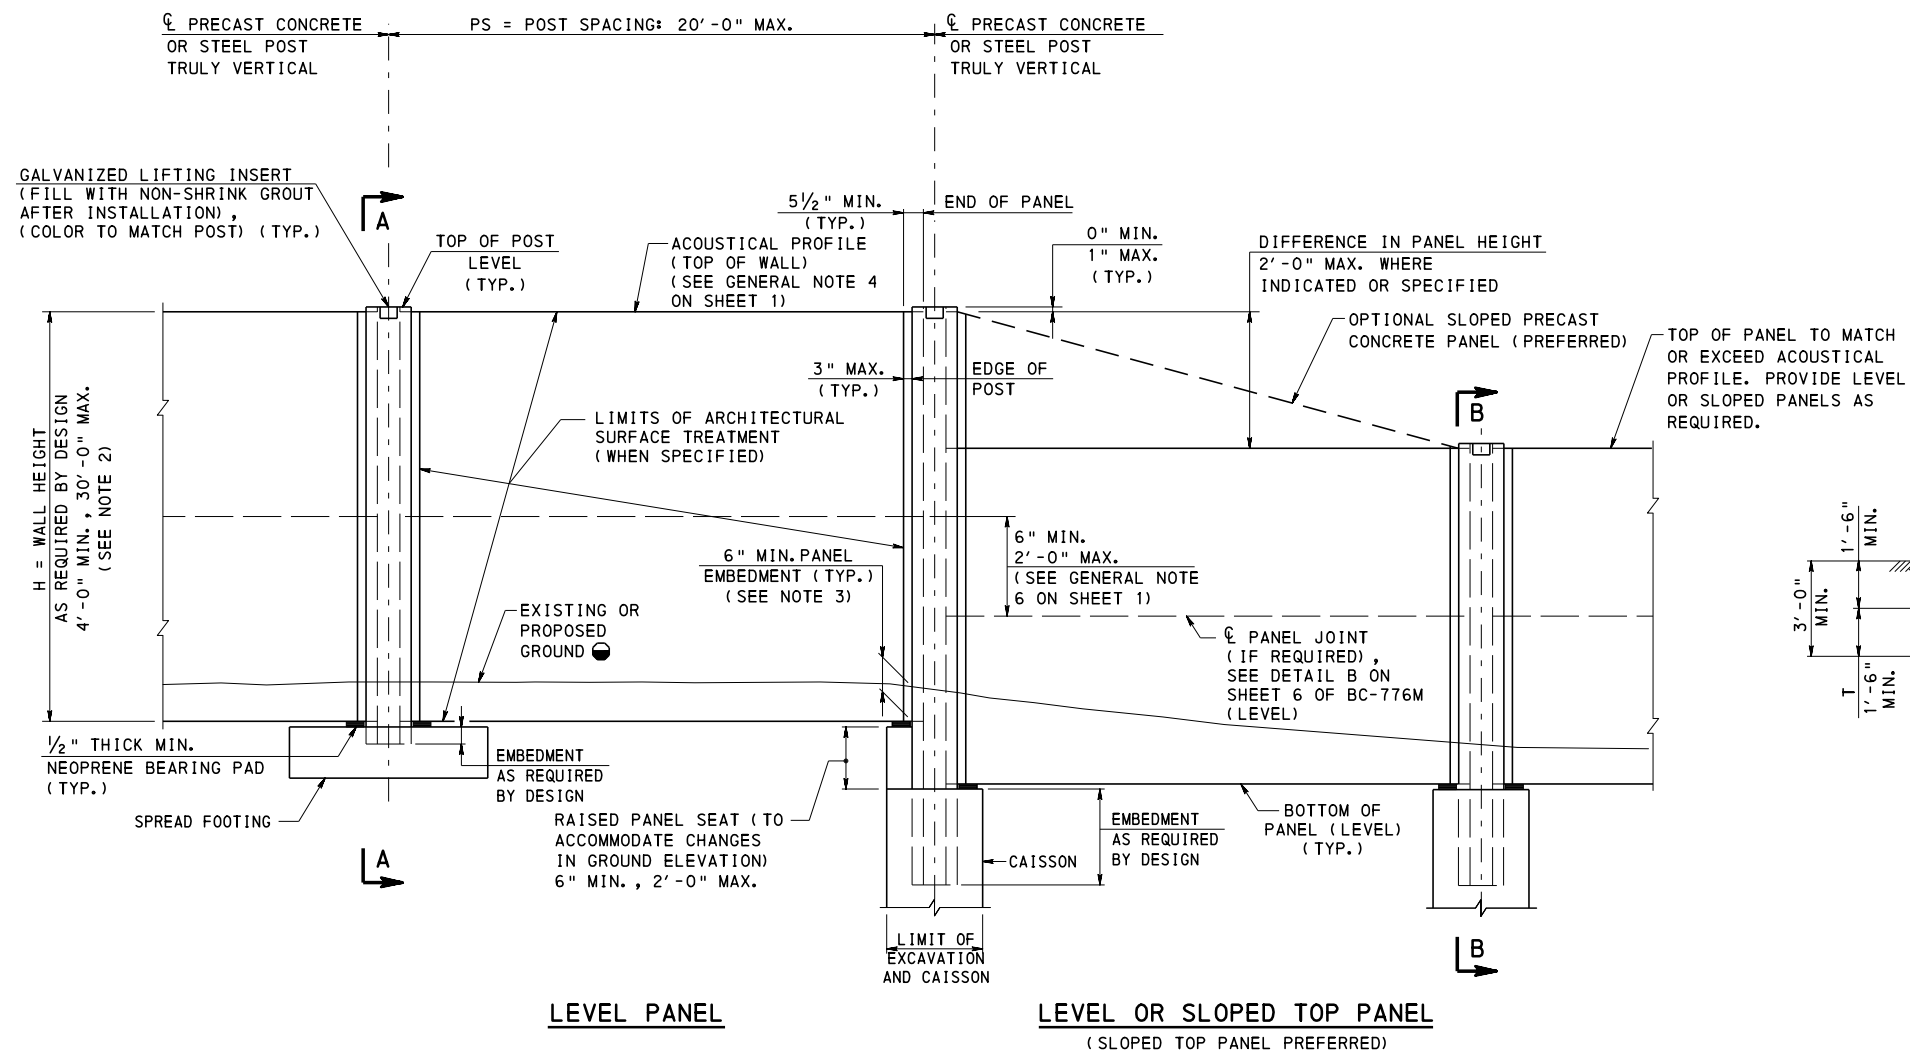 ℄ PRECAST CONCRETE
OR STEEL POST
TRULY VERTICAL
PS = POST SPACING: 20'-0" MAX.
℄ PRECAST CONCRETE
OR STEEL POST
TRULY VERTICAL
GALVANIZED LIFTING INSERT
(FILL WITH NON-SHRINK GROUT
AFTER INSTALLATION),
(COLOR TO MATCH POST) (TYP.)
A
TOP OF POST
LEVEL
(TYP.)
ACOUSTICAL PROFILE
(TOP OF WALL)
(SEE GENERAL NOTE 4
ON SHEET 1)
5½" MIN.
(TYP.)
END OF PANEL
0" MIN.
1" MAX.
(TYP.)
DIFFERENCE IN PANEL HEIGHT
2'-0" MAX. WHERE
INDICATED OR SPECIFIED
OPTIONAL SLOPED PRECAST
CONCRETE PANEL (PREFERRED)
TOP OF PANEL TO MATCH
OR EXCEED ACOUSTICAL
PROFILE. PROVIDE LEVEL
OR SLOPED PANELS AS
REQUIRED.
3" MAX.
(TYP.)
EDGE OF
POST
B
LIMITS OF ARCHITECTURAL
SURFACE TREATMENT
(WHEN SPECIFIED)
H = WALL HEIGHT
AS REQUIRED BY DESIGN
4'-0" MIN., 30'-0" MAX.
(SEE NOTE 2)
6" MIN. PANEL
EMBEDMENT (TYP.)
(SEE NOTE 3)
6" MIN.
2'-0" MAX.
(SEE GENERAL NOTE
6 ON SHEET 1)
EXISTING OR
PROPOSED
GROUND
℄ PANEL JOINT
(IF REQUIRED),
SEE DETAIL B ON
SHEET 6 OF BC-776M
(LEVEL)
1'-6"
MIN.
3'-0"
MIN.
T
1'-6"
MIN.
½" THICK MIN.
NEOPRENE BEARING PAD
(TYP.)
SPREAD FOOTING
EMBEDMENT
AS REQUIRED
BY DESIGN
RAISED PANEL SEAT (TO
ACCOMMODATE CHANGES
IN GROUND ELEVATION)
6" MIN., 2'-0" MAX.
EMBEDMENT
AS REQUIRED
BY DESIGN
CAISSON
BOTTOM OF
PANEL (LEVEL)
(TYP.)
A
LIMIT OF
EXCAVATION
AND CAISSON
B
LEVEL PANEL
LEVEL OR SLOPED TOP PANEL
(SLOPED TOP PANEL PREFERRED)